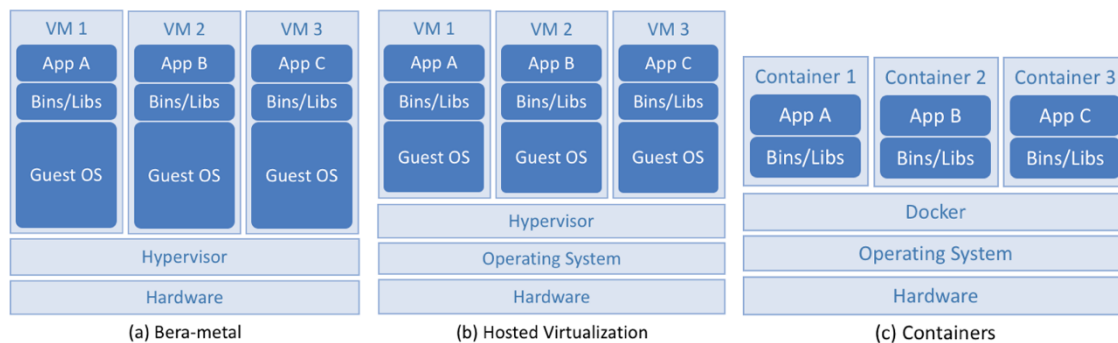 VM 1
VM 2
VM 3
App A
App B
App C
Bins/Libs
Bins/Libs
Bins/Libs
Guest OS
Guest OS
Guest OS
Hypervisor
Hardware
(a) Bera-metal
VM 1
VM 2
VM 3
App A
App B
App C
Bins/Libs
Bins/Libs
Bins/Libs
Guest OS
Guest OS
Guest OS
Hypervisor
Operating System
Hardware
(b) Hosted Virtualization
Container 1
Container 2
Container 3
App A
App B
App C
Bins/Libs
Bins/Libs
Bins/Libs
Docker
Operating System
Hardware
(c) Containers